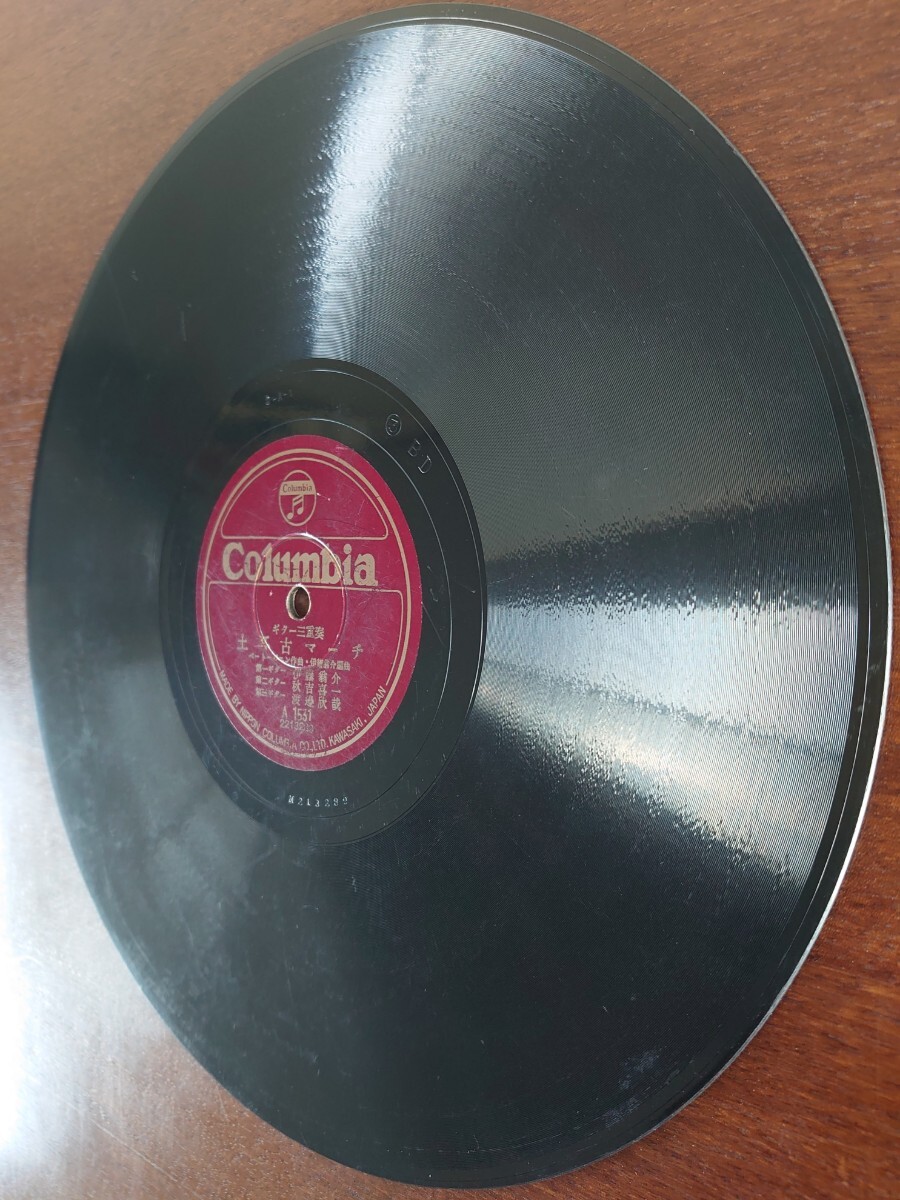 BD
Columbia
Columbia
ギター三重奏
土耳古マーチ
ベートーヴェン作曲・伊藤翁介編曲
第一ギター 伊藤翁介
第二ギター 秋吉喜一
第三ギター 渡邊欣哉
A 1531
MADE BY NIPPON COLUMBIA CO., LTD. KAWASAKI, JAPAN
M213299